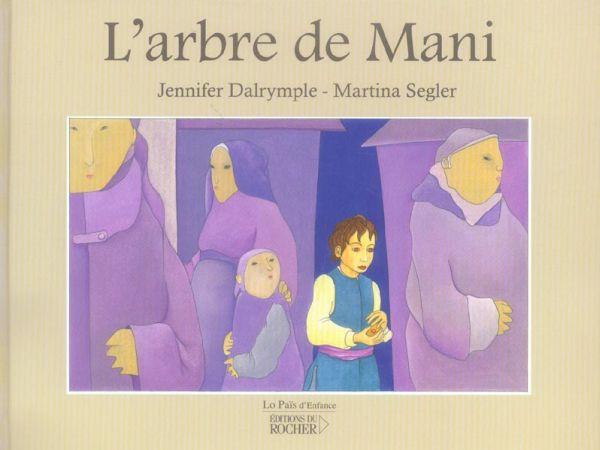 L'arbre de Mani
Jennifer Dalrymple - Martina Segler
Lo Païs d'Enfance
ÉDITIONS DU
ROCHER